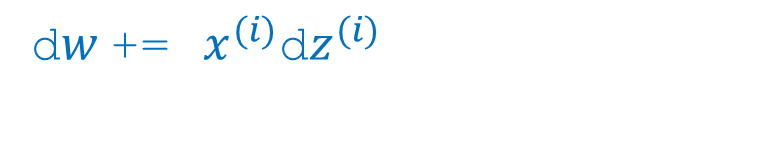 dw += x^(i)dz^(i)